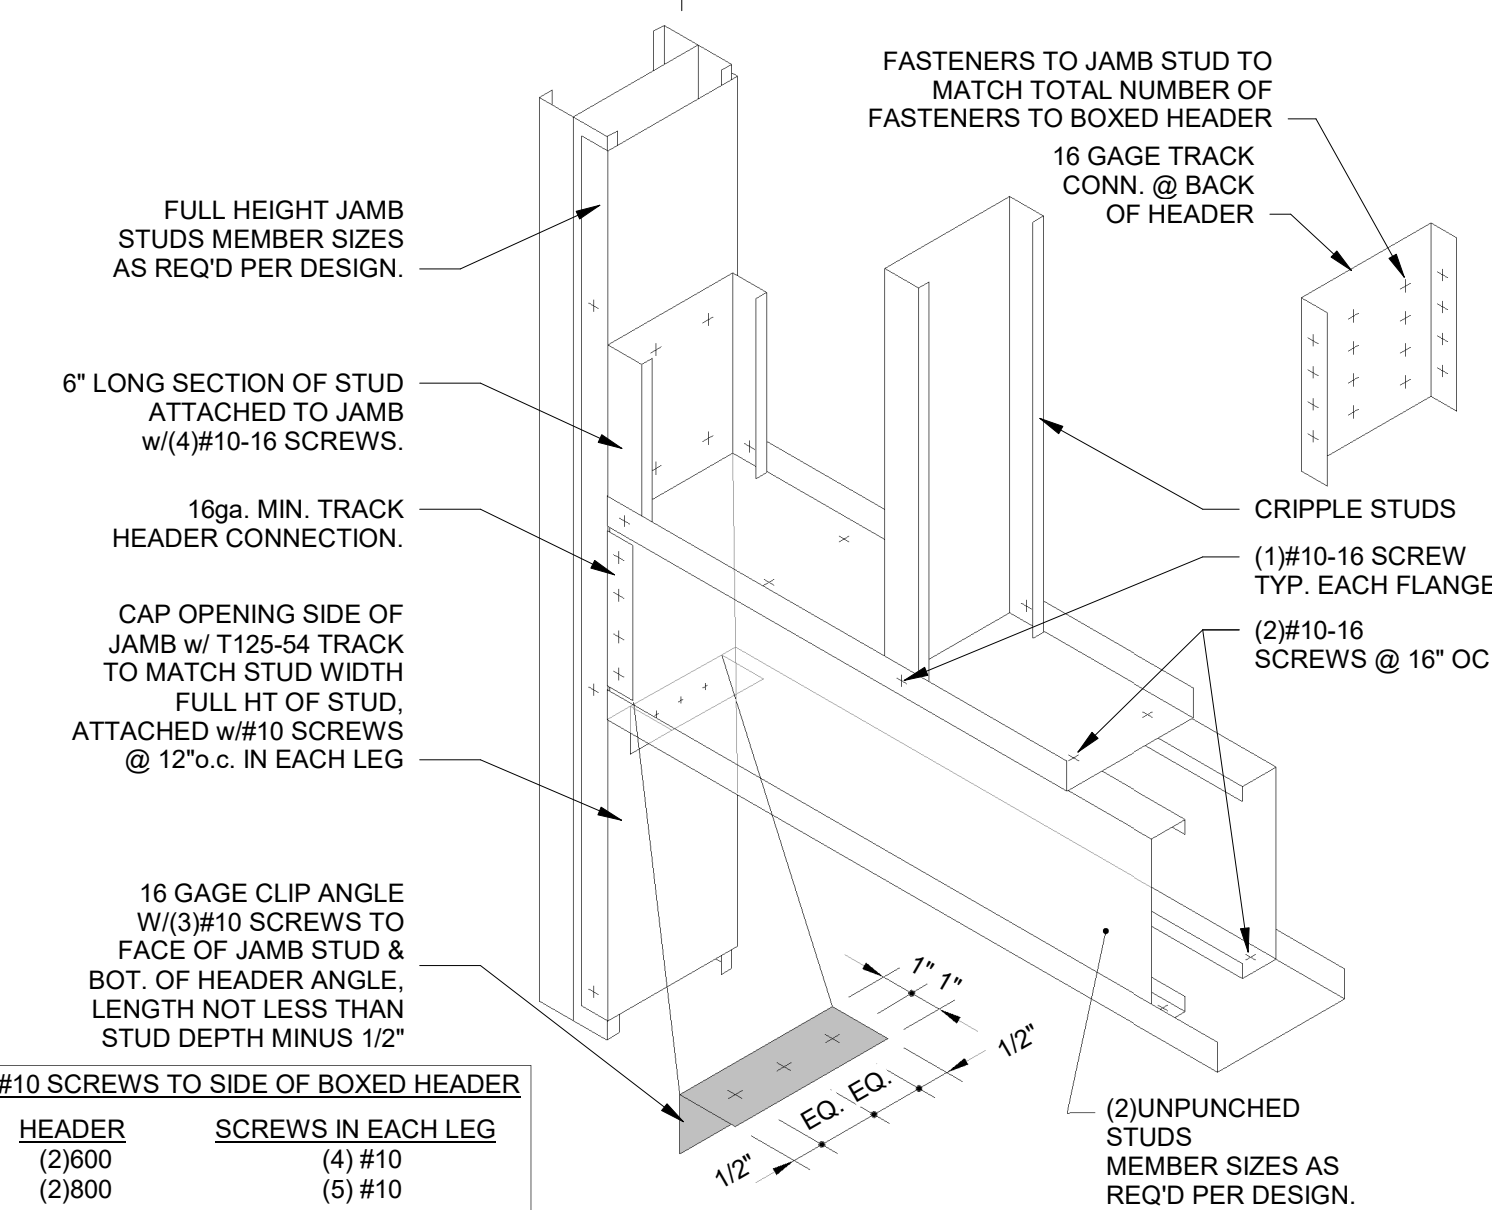 FASTENERS TO JAMB STUD TO
MATCH TOTAL NUMBER OF
FASTENERS TO BOXED HEADER
16 GAGE TRACK
CONN. @ BACK
OF HEADER
FULL HEIGHT JAMB
STUDS MEMBER SIZES
AS REQ'D PER DESIGN.
6" LONG SECTION OF STUD
ATTACHED TO JAMB
w/(4)#10-16 SCREWS.
16ga. MIN. TRACK
HEADER CONNECTION.
CAP OPENING SIDE OF
JAMB w/ T125-54 TRACK
TO MATCH STUD WIDTH
FULL HT OF STUD,
ATTACHED w/#10 SCREWS
@ 12"o.c. IN EACH LEG
16 GAGE CLIP ANGLE
W/(3)#10 SCREWS TO
FACE OF JAMB STUD &
BOT. OF HEADER ANGLE,
LENGTH NOT LESS THAN
STUD DEPTH MINUS 1/2"
CRIPPLE STUDS
(1)#10-16 SCREW
TYP. EACH FLANGE
(2)#10-16
SCREWS @ 16" OC
1"
1"
1/2"
EQ. EQ.
1/2"
(2)UNPUNCHED
STUDS
MEMBER SIZES AS
REQ'D PER DESIGN.
#10 SCREWS TO SIDE OF BOXED HEADER
HEADER SCREWS IN EACH LEG
(2)600 (4) #10
(2)800 (5) #10